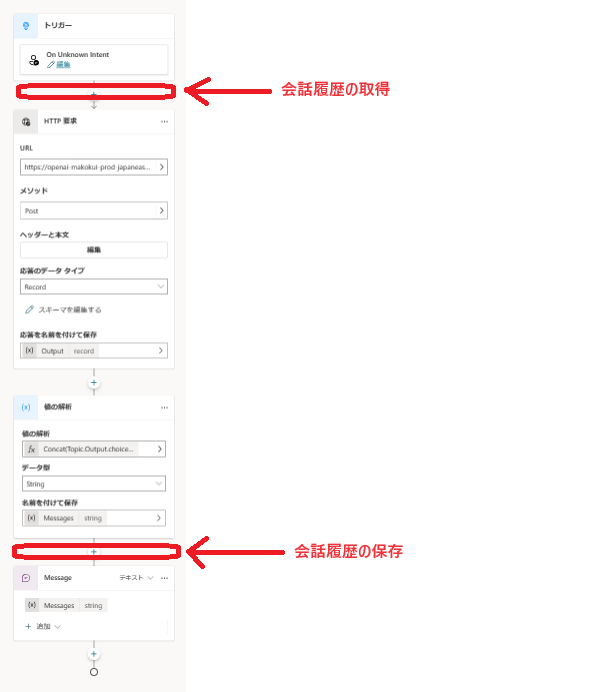 トリガー
On Unknown Intent
編集
会話履歴の取得
HTTP 要求
URL
https://openai-makokui-prod-japaneas...
メソッド
Post
ヘッダーと本文
編集
応答のデータ タイプ
Record
スキーマを編集する
応答を名前を付けて保存
{x} Output record
{x} 値の解析
値の解析
fx Concat(Topic.Output.choice...
データ型
String
名前を付けて保存
{x} Messages string
会話履歴の保存
Message テキスト
{x} Messages string
+ 追加